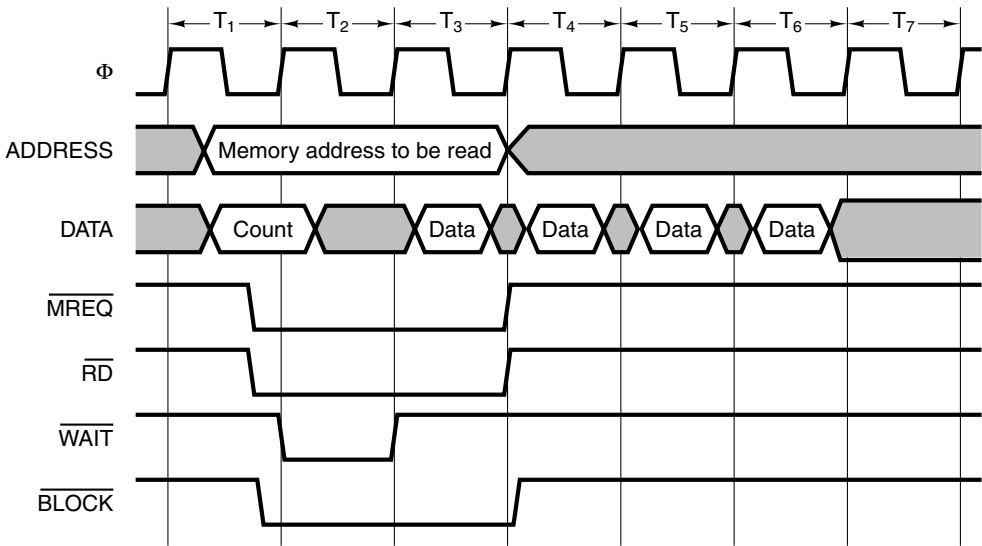 T1 T2 T3 T4 T5 T6 T7
Φ
ADDRESS Memory address to be read
DATA Count Data Data Data Data
MREQ
RD
WAIT
BLOCK